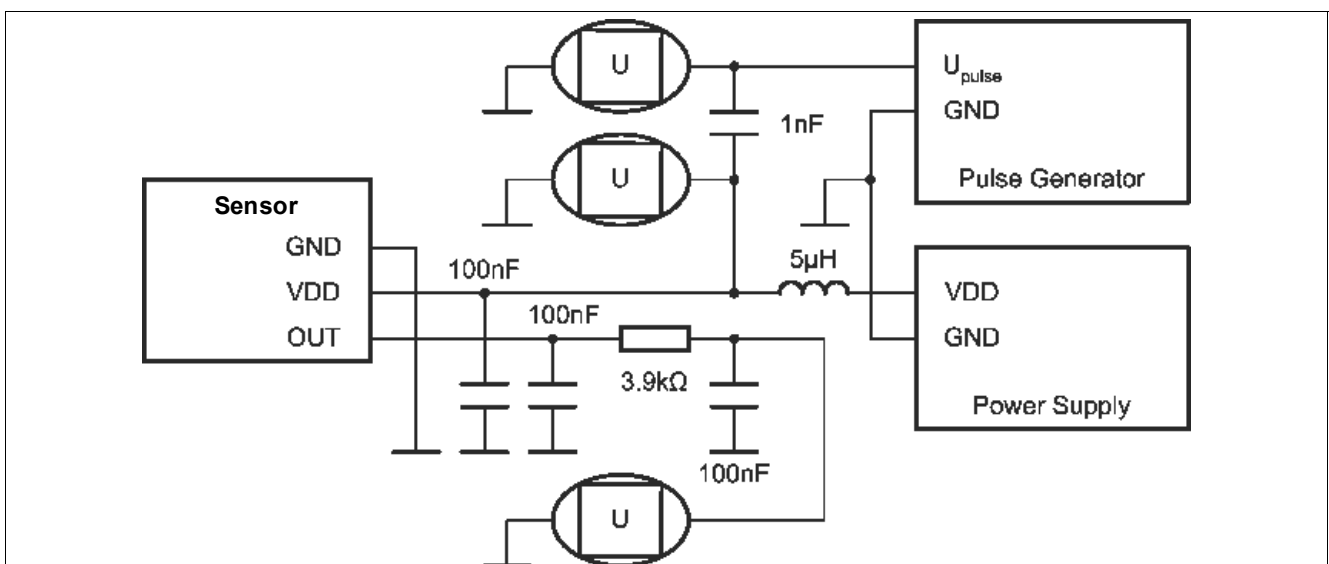 U
U_pulse
GND
1nF
U
Pulse Generator
Sensor
GND
100nF
5µH
VDD
VDD
100nF
OUT
GND
3.9kΩ
Power Supply
100nF
U